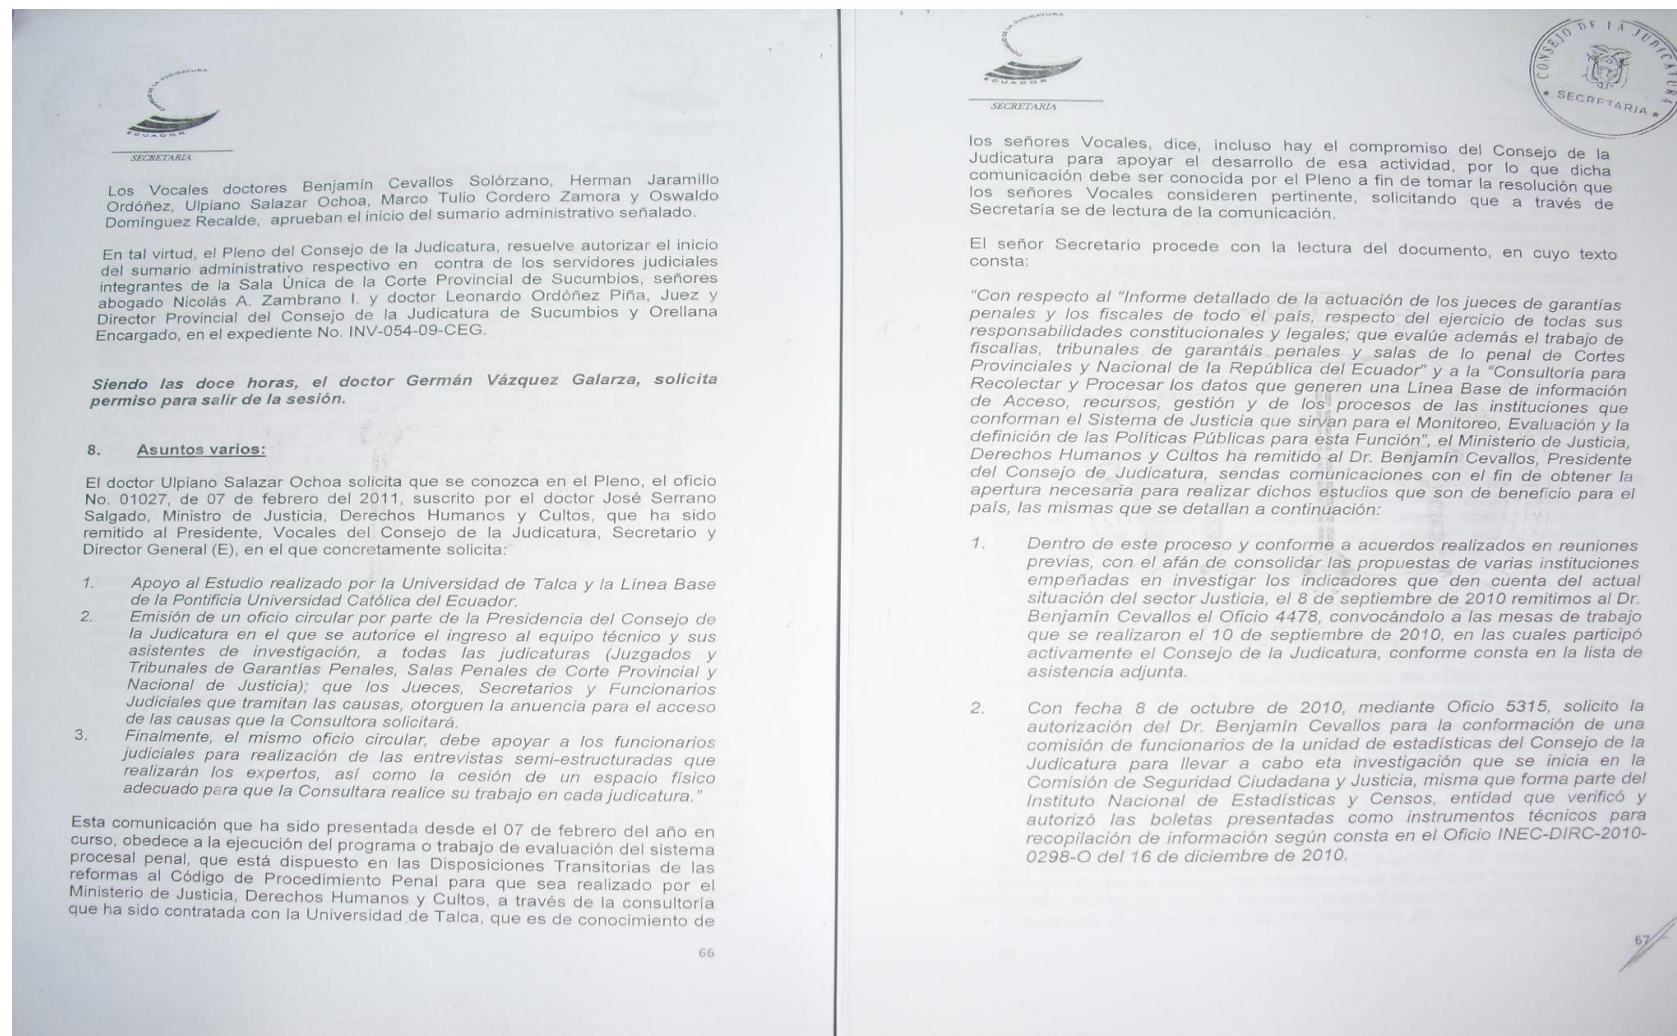 CONSEJO DE LA JUDICATURA
ECUADOR
SECRETARIA
Los Vocales doctores Benjamín Cevallos Solórzano, Herman Jaramillo
Ordóñez, Ulpiano Salazar Ochoa, Marco Tulio Cordero Zamora y Oswaldo
Domínguez Recalde, aprueban el inicio del sumario administrativo señalado.
En tal virtud, el Pleno del Consejo de la Judicatura, resuelve autorizar el inicio
del sumario administrativo respectivo en contra de los servidores judiciales
integrantes de la Sala Única de la Corte Provincial de Sucumbios, señores
abogado Nicolás A. Zambrano I. y doctor Leonardo Ordóñez Piña, Juez y
Director Provincial del Consejo de la Judicatura de Sucumbios y Orellana
Encargado, en el expediente No. INV-054-09-CEG.
Siendo las doce horas, el doctor Germán Vázquez Galarza, solicita
permiso para salir de la sesión.
8. Asuntos varios:
El doctor Ulpiano Salazar Ochoa solicita que se conozca en el Pleno, el oficio
No. 01027, de 07 de febrero del 2011, suscrito por el doctor José Serrano
Salgado, Ministro de Justicia, Derechos Humanos y Cultos, que ha sido
remitido al Presidente, Vocales del Consejo de la Judicatura, Secretario y
Director General (E), en el que concretamente solicita:
1. Apoyo al Estudio realizado por la Universidad de Talca y la Línea Base
de la Pontificia Universidad Católica del Ecuador.
2. Emisión de un oficio circular por parte de la Presidencia del Consejo de
la Judicatura en el que se autorice el ingreso al equipo técnico y sus
asistentes de investigación, a todas las judicaturas (Juzgados y
Tribunales de Garantías Penales, Salas Penales de Corte Provincial y
Nacional de Justicia); que los Jueces, Secretarios y Funcionarios
Judiciales que tramitan las causas, otorguen la anuencia para el acceso
de las causas que la Consultora solicitará.
3. Finalmente, el mismo oficio circular, debe apoyar a los funcionarios
judiciales para realización de las entrevistas semi-estructuradas que
realizarán los expertos, así como la cesión de un espacio físico
adecuado para que la Consultara realice su trabajo en cada judicatura."
Esta comunicación que ha sido presentada desde el 07 de febrero del año en
curso, obedece a la ejecución del programa o trabajo de evaluación del sistema
procesal penal, que está dispuesto en las Disposiciones Transitorias de las
reformas al Código de Procedimiento Penal para que sea realizado por el
Ministerio de Justicia, Derechos Humanos y Cultos, a través de la consultoría
que ha sido contratada con la Universidad de Talca, que es de conocimiento de
66
CONSEJO DE LA JUDICATURA
ECUADOR
SECRETARIA
CONSEJO DE LA JUDICATURA
* SECRETARIA *
los señores Vocales, dice, incluso hay el compromiso del Consejo de la
Judicatura para apoyar el desarrollo de esa actividad, por lo que dicha
comunicación debe ser conocida por el Pleno a fin de tomar la resolución que
los señores Vocales consideren pertinente, solicitando que a través de
Secretaría se de lectura de la comunicación.
El señor Secretario procede con la lectura del documento, en cuyo texto
consta:
"Con respecto al "Informe detallado de la actuación de los jueces de garantías
penales y los fiscales de todo el país, respecto del ejercicio de todas sus
responsabilidades constitucionales y legales; que evalúe además el trabajo de
fiscalías, tribunales de garantáis penales y salas de lo penal de Cortes
Provinciales y Nacional de la República del Ecuador" y a la "Consultoría para
Recolectar y Procesar los datos que generen una Línea Base de información
de Acceso, recursos, gestión y de los procesos de las instituciones que
conforman el Sistema de Justicia que sirvan para el Monitoreo, Evaluación y la
definición de las Políticas Públicas para esta Función", el Ministerio de Justicia,
Derechos Humanos y Cultos ha remitido al Dr. Benjamín Cevallos, Presidente
del Consejo de Judicatura, sendas comunicaciones con el fin de obtener la
apertura necesaria para realizar dichos estudios que son de beneficio para el
país, las mismas que se detallan a continuación:
1. Dentro de este proceso y conforme a acuerdos realizados en reuniones
previas, con el afán de consolidar las propuestas de varias instituciones
empeñadas en investigar los indicadores que den cuenta del actual
situación del sector Justicia, el 8 de septiembre de 2010 remitimos al Dr.
Benjamín Cevallos el Oficio 4478, convocándolo a las mesas de trabajo
que se realizaron el 10 de septiembre de 2010, en las cuales participó
activamente el Consejo de la Judicatura, conforme consta en la lista de
asistencia adjunta.
2. Con fecha 8 de octubre de 2010, mediante Oficio 5315, solicito la
autorización del Dr. Benjamín Cevallos para la conformación de una
comisión de funcionarios de la unidad de estadísticas del Consejo de la
Judicatura para llevar a cabo eta investigación que se inicia en la
Comisión de Seguridad Ciudadana y Justicia, misma que forma parte del
Instituto Nacional de Estadísticas y Censos, entidad que verificó y
autorizó las boletas presentadas como instrumentos técnicos para
recopilación de información según consta en el Oficio INEC-DIRC-2010-
0298-O del 16 de diciembre de 2010.
67